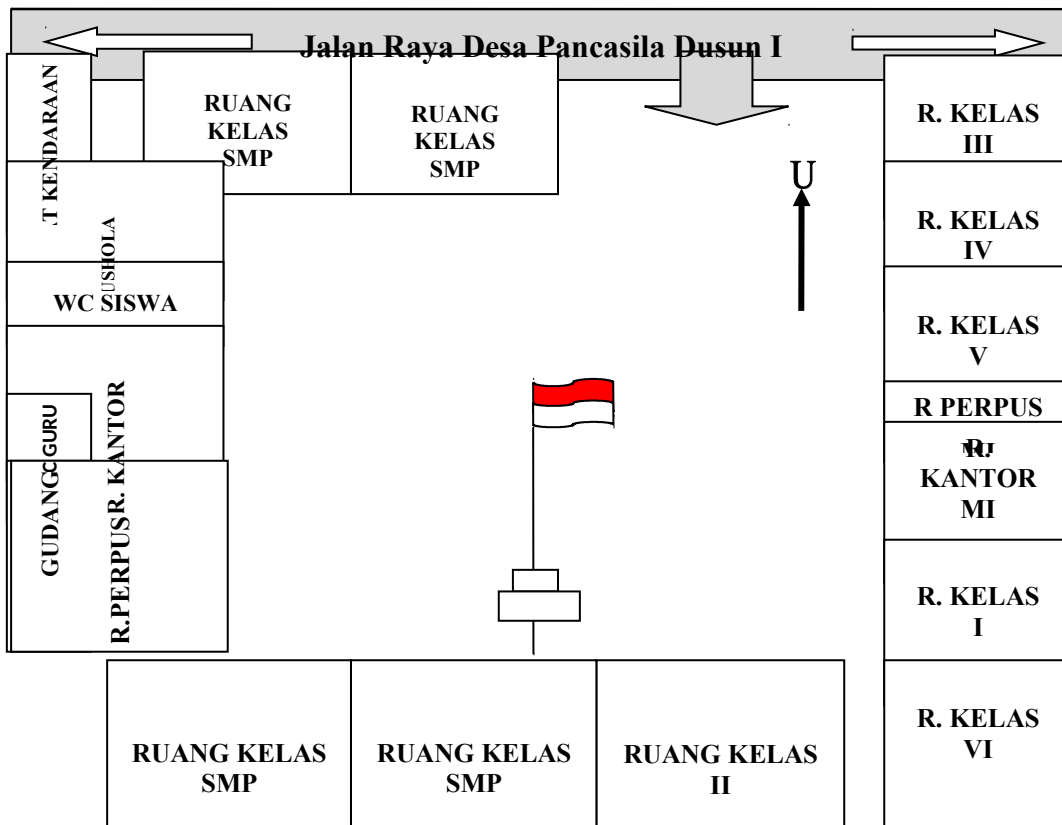 Jalan Raya Desa Pancasila Dusun I
.T KENDARAAN
RUANG
KELAS
SMP
RUANG
KELAS
SMP
R. KELAS
III
U
USHOLA
R. KELAS
IV
WC SISWA
R. KELAS
V
R. KANTOR
C GURU
R PERPUS
R.
KANTOR
MI
GUDANG
R.PERPUS
R. KELAS
I
RUANG KELAS
SMP
RUANG KELAS
SMP
RUANG KELAS
II
R. KELAS
VI